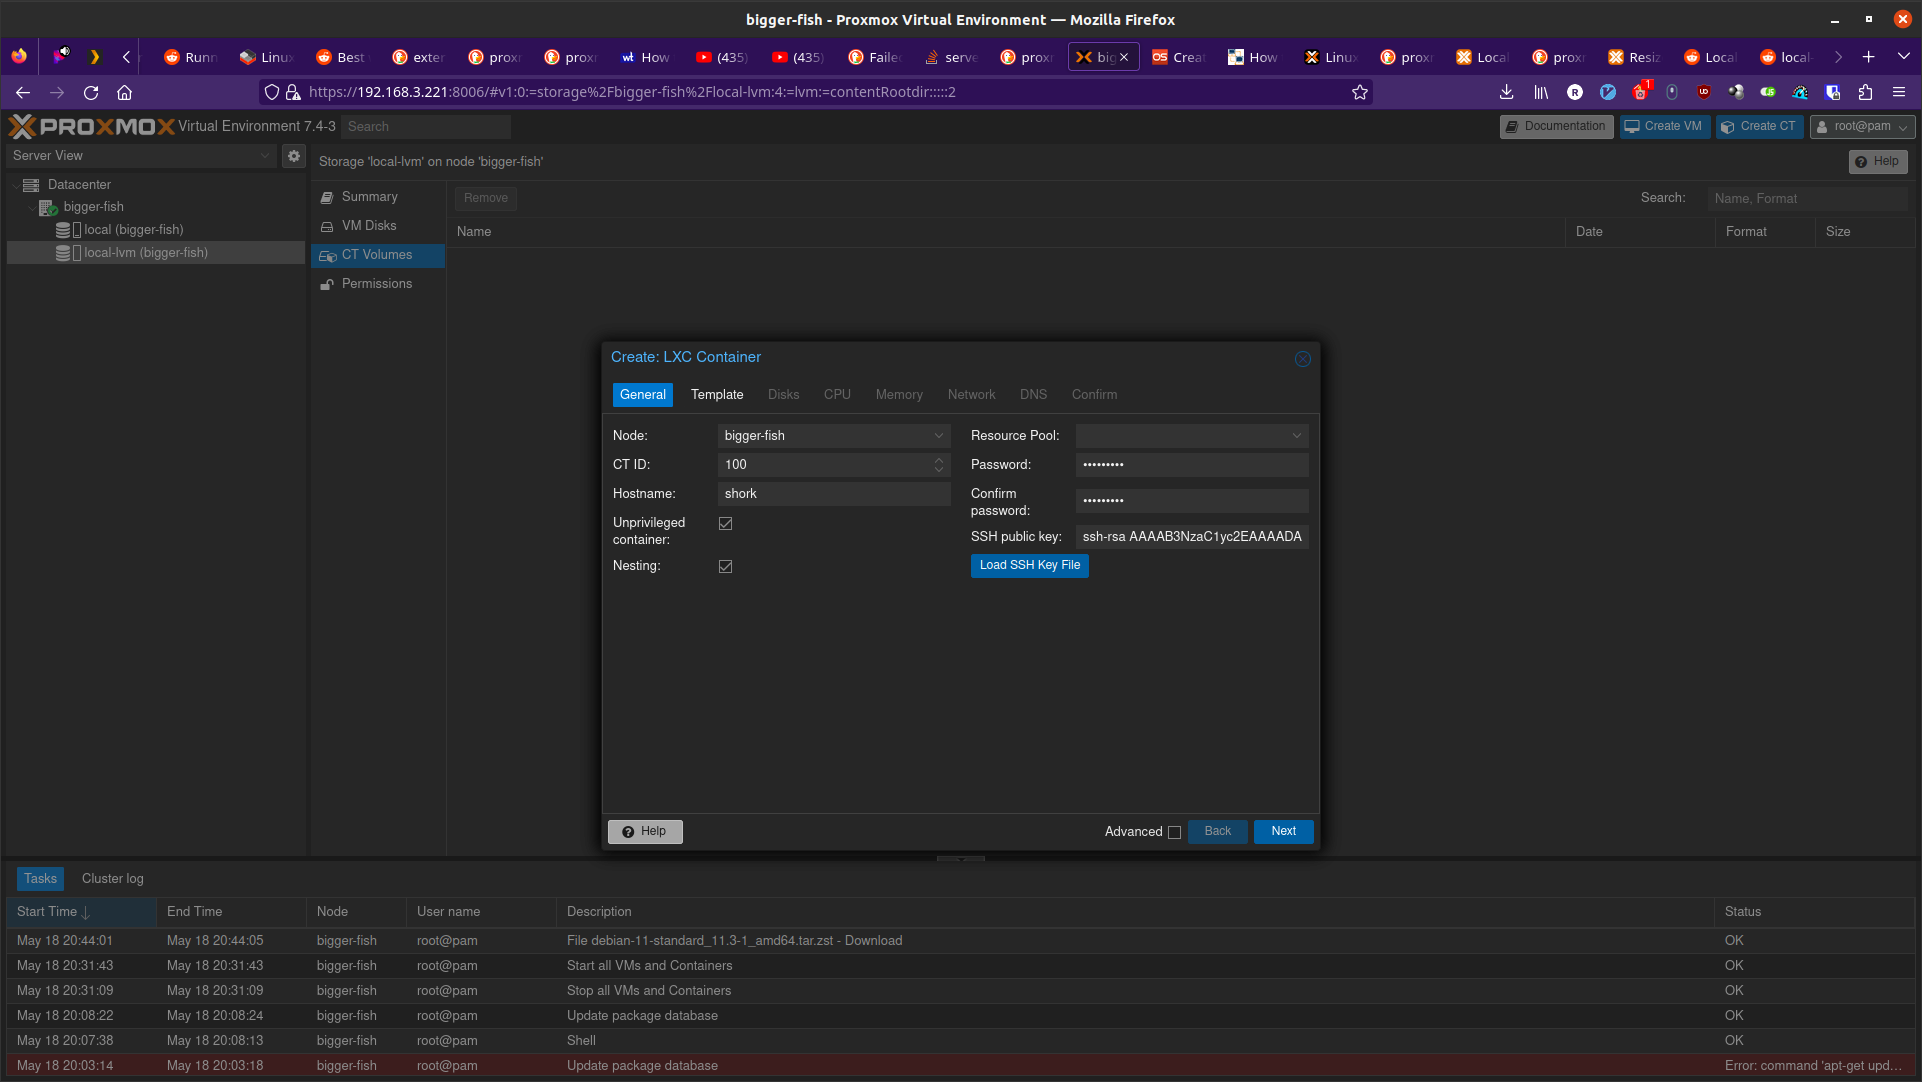 bigger-fish - Proxmox Virtual Environment — Mozilla Firefox
Runn Linux Best exter prox prox How (435) (435) Failed serve prox big Creat How Linux prox Local prox Resiz Local local-
https://192.168.3.221:8006/#v1:0:=storage%2Fbigger-fish%2Flocal-lvm:4:=lvm:=contentRootdir:::::2
PROXMOX Virtual Environment 7.4-3 Search Documentation Create VM Create CT root@pam
Server View
Storage 'local-lvm' on node 'bigger-fish' Help
Datacenter
bigger-fish
local (bigger-fish)
local-lvm (bigger-fish)
Summary
VM Disks
CT Volumes
Permissions
Remove Search: Name, Format
Name Date Format Size
Create: LXC Container
General Template Disks CPU Memory Network DNS Confirm
Node: bigger-fish
CT ID: 100
Hostname: shork
Unprivileged
container:
Nesting:
Resource Pool:
Password: •••••••••
Confirm
password: •••••••••
SSH public key: ssh-rsa AAAAB3NzaC1yc2EAAAADA
Load SSH Key File
Help Advanced Back Next
Tasks Cluster log
Start Time End Time Node User name Description Status
May 18 20:44:01 May 18 20:44:05 bigger-fish root@pam File debian-11-standard_11.3-1_amd64.tar.zst - Download OK
May 18 20:31:43 May 18 20:31:43 bigger-fish root@pam Start all VMs and Containers OK
May 18 20:31:09 May 18 20:31:09 bigger-fish root@pam Stop all VMs and Containers OK
May 18 20:08:22 May 18 20:08:24 bigger-fish root@pam Update package database OK
May 18 20:07:38 May 18 20:08:13 bigger-fish root@pam Shell OK
May 18 20:03:14 May 18 20:03:18 bigger-fish root@pam Update package database Error: command 'apt-get upd...